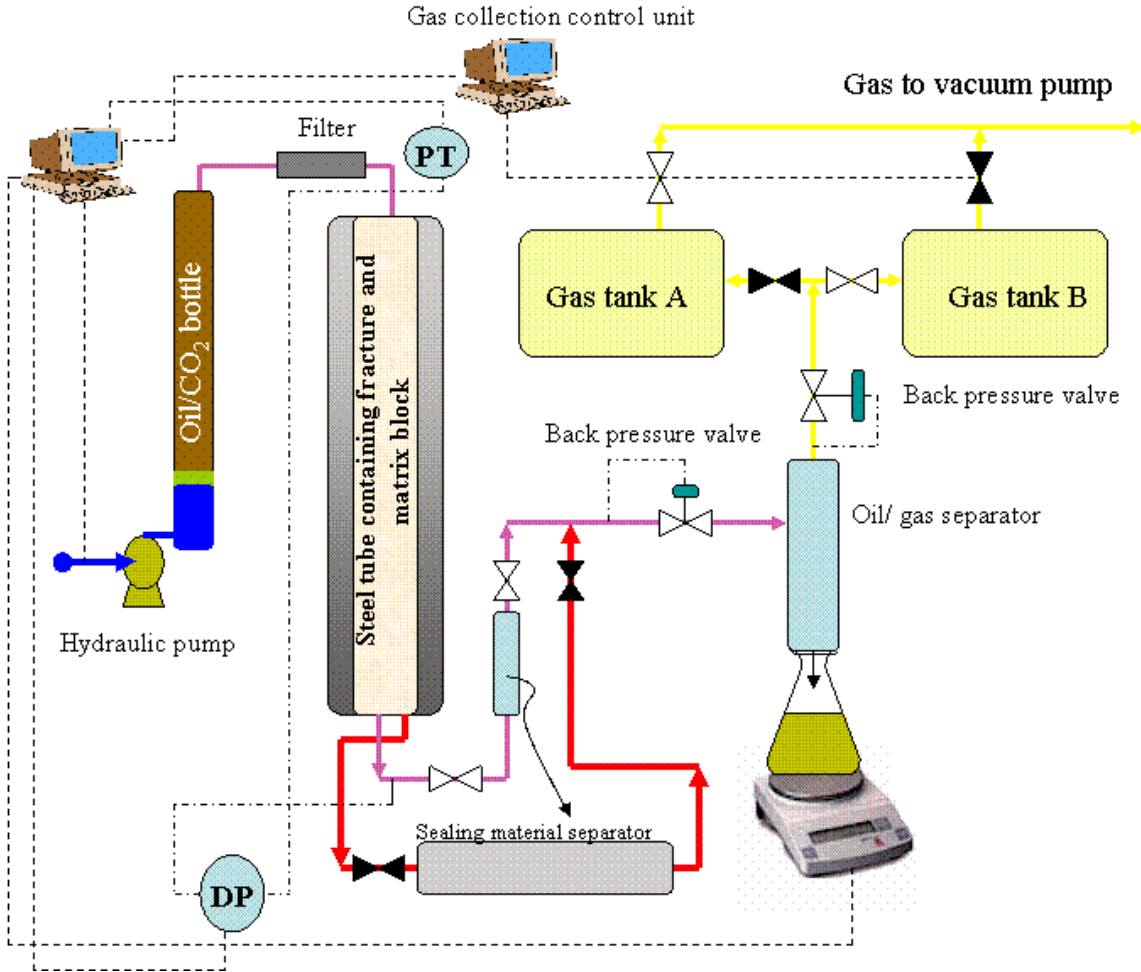 Gas collection control unit
Gas to vacuum pump
Filter
PT
Oil/CO₂ bottle
Steel tube containing fracture and
matrix block
Gas tank A
Gas tank B
Back pressure valve
Back pressure valve
Oil/ gas separator
Hydraulic pump
Sealing material separator
DP